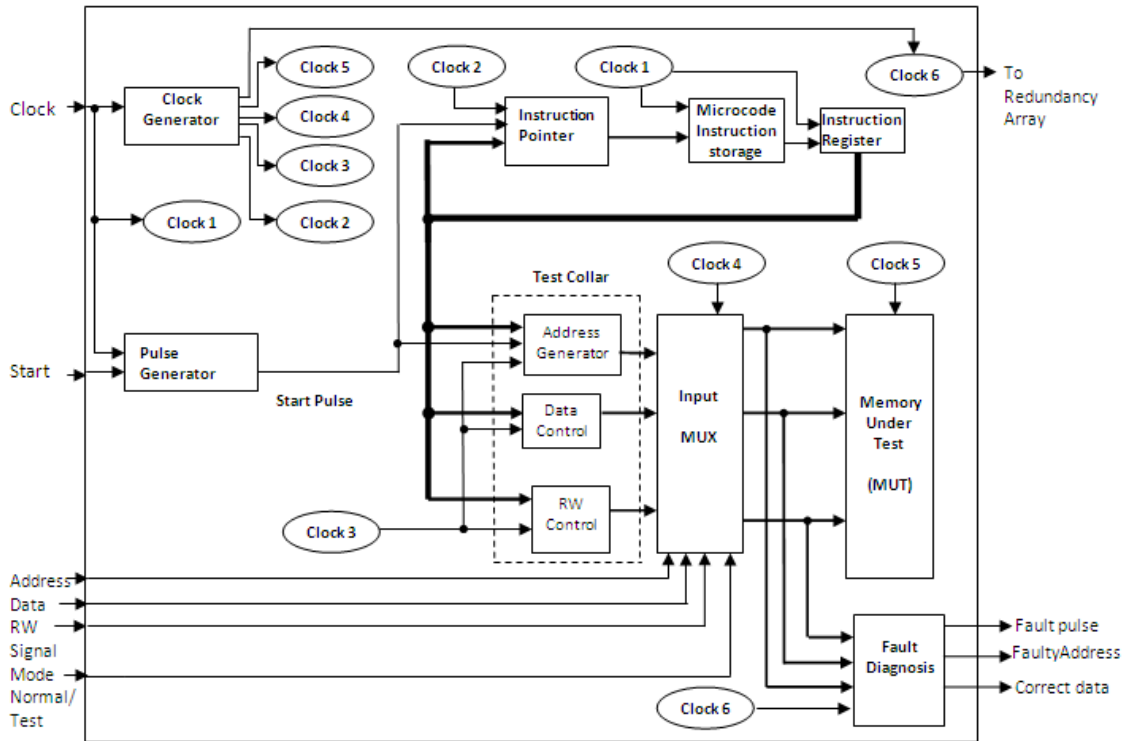 Clock
Clock
Generator
Clock 5
Clock 4
Clock 3
Clock 2
Clock 1
Clock 2
Clock 1
Clock 6
To
Redundancy
Array
Instruction
Pointer
Microcode
Instruction
storage
Instruction
Register
Start
Pulse
Generator
Start Pulse
Test Collar
Address
Generator
Data
Control
RW
Control
Clock 3
Clock 4
Input
MUX
Clock 5
Memory
Under
Test
(MUT)
Address
Data
RW
Signal
Mode
Normal/
Test
Clock 6
Fault
Diagnosis
Fault pulse
FaultyAddress
Correct data